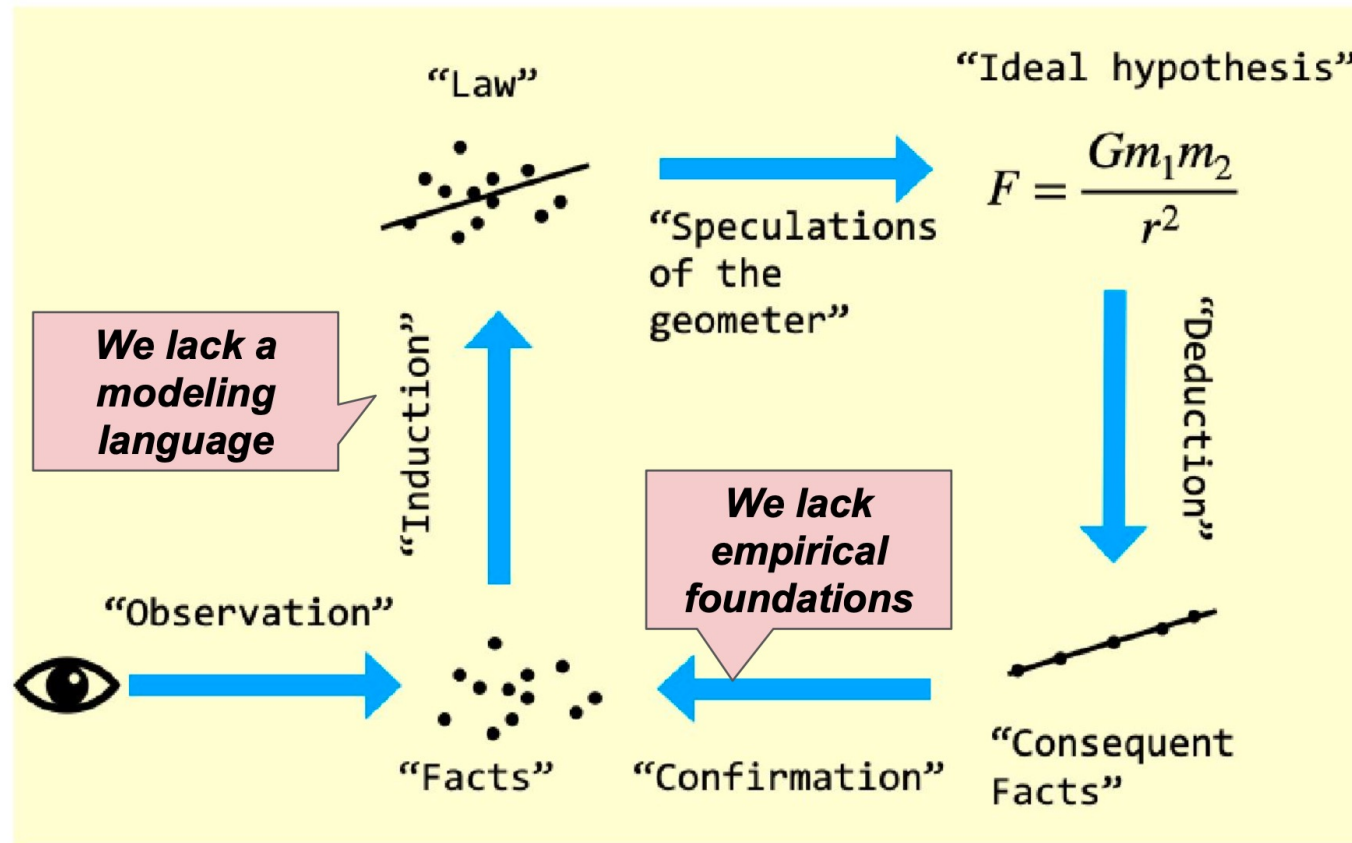 “Law”
“Ideal hypothesis”
F = Gm₁m₂ / r²
“Speculations
of the
geometer”
We lack a
modeling
language
“Induction”
“Deduction”
We lack
empirical
foundations
“Observation”
“Facts”
“Confirmation”
“Consequent
Facts”